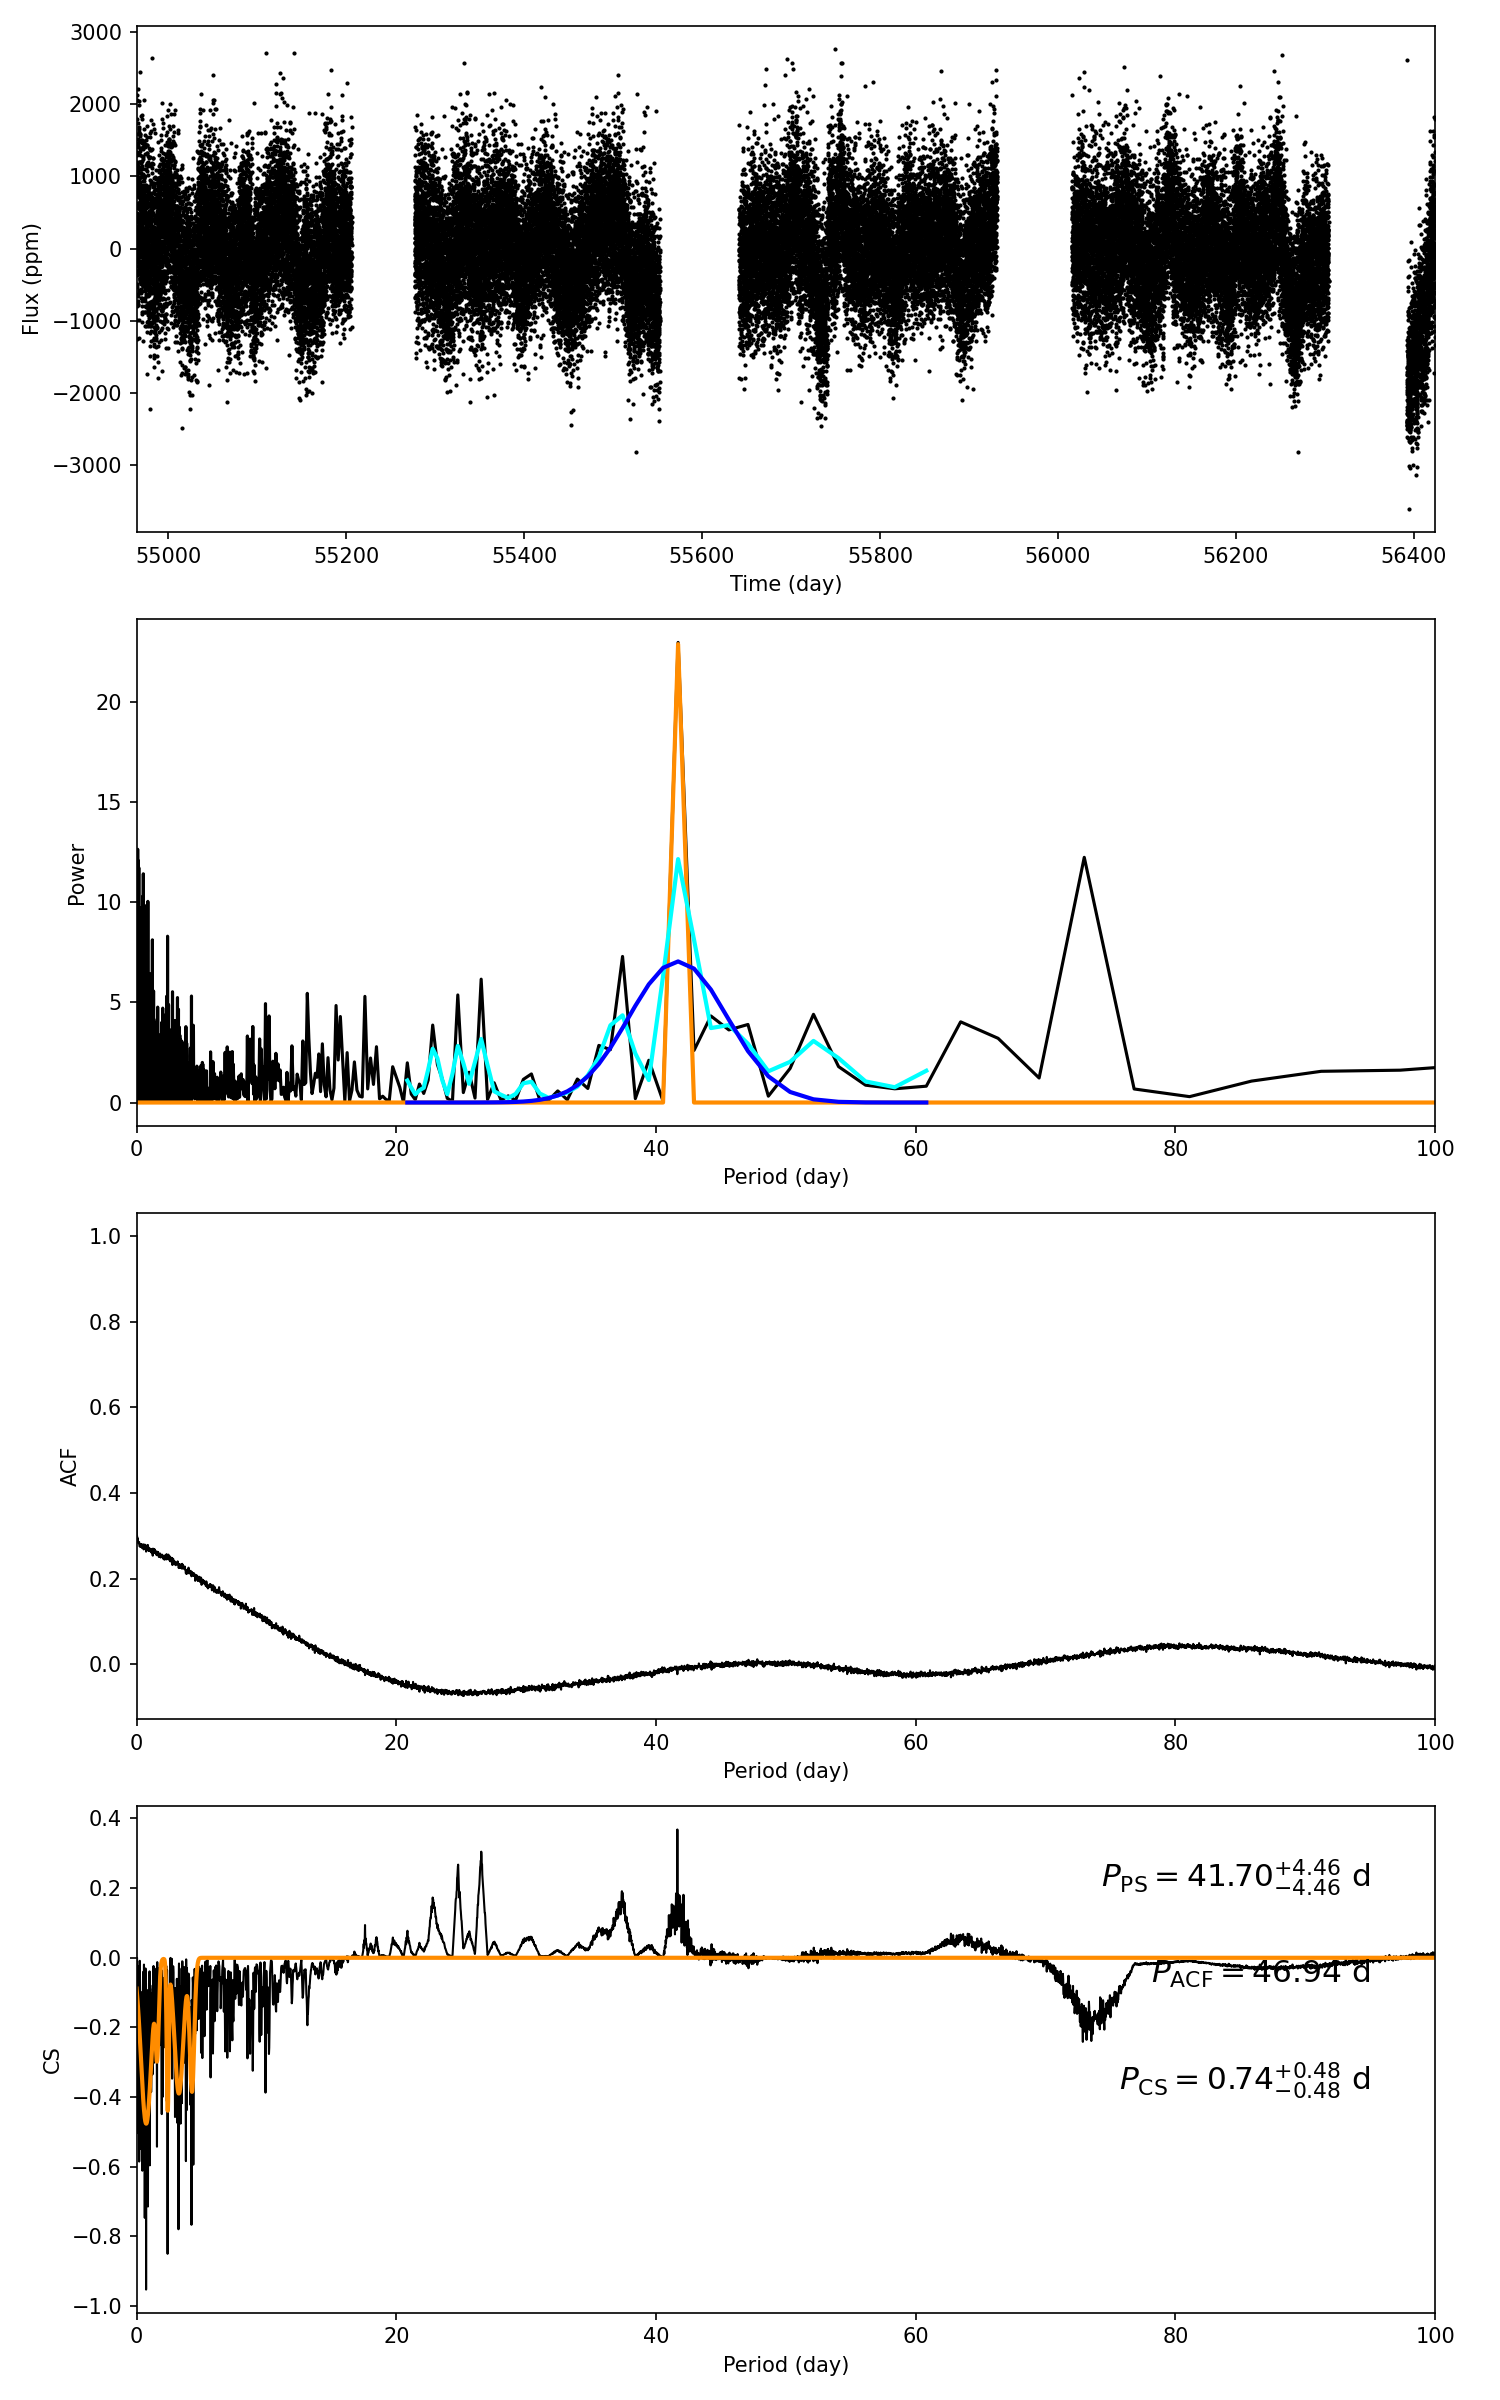 3000
2000
1000
0
−1000
−2000
−3000
Flux (ppm)
55000 55200 55400 55600 55800 56000 56200 56400
Time (day)
20
15
10
5
0
Power
0 20 40 60 80 100
Period (day)
1.0
0.8
0.6
0.4
0.2
0.0
ACF
0 20 40 60 80 100
Period (day)
0.4
0.2
0.0
−0.2
−0.4
−0.6
−0.8
−1.0
CS
P_PS = 41.70 +4.46 −4.46 d
P_ACF = 46.94 d
P_CS = 0.74 +0.48 −0.48 d
0 20 40 60 80 100
Period (day)